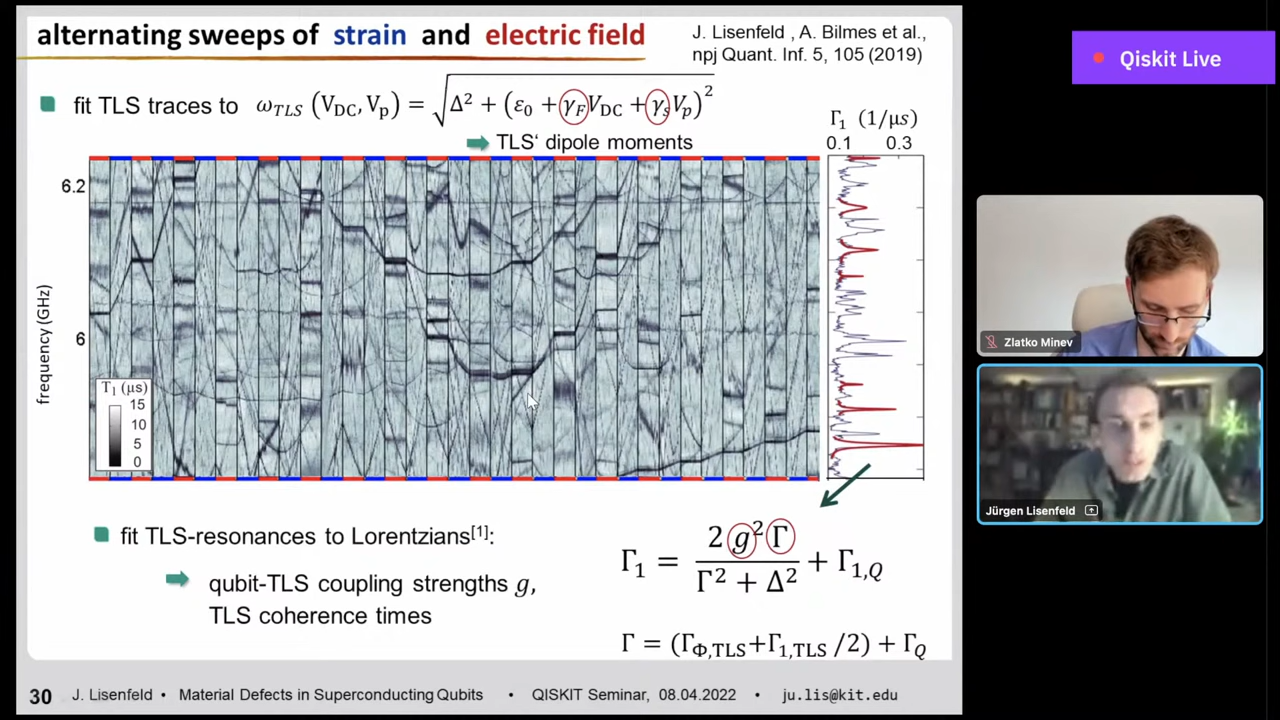 alternating sweeps of strain and electric field
J. Lisenfeld , A. Bilmes et al.,
npj Quant. Inf. 5, 105 (2019)
Qiskit Live
fit TLS traces to ω_TLS (V_DC, V_p) = √(Δ² + (ε₀ + γ_F V_DC + γ_s V_p)²)
TLS‘ dipole moments
Γ₁ (1/μs)
0.1 0.3
6.2
6
frequency (GHz)
T₁ (μs)
15
10
5
0
Zlatko Minev
Jürgen Lisenfeld
fit TLS-resonances to Lorentzians[1]:
qubit-TLS coupling strengths g,
TLS coherence times
Γ₁ = 2 g² Γ / (Γ² + Δ²) + Γ₁,Q
Γ = (Γ_Φ,TLS + Γ₁,TLS /2) + Γ_Q
30 J. Lisenfeld • Material Defects in Superconducting Qubits • QISKIT Seminar, 08.04.2022 • ju.lis@kit.edu